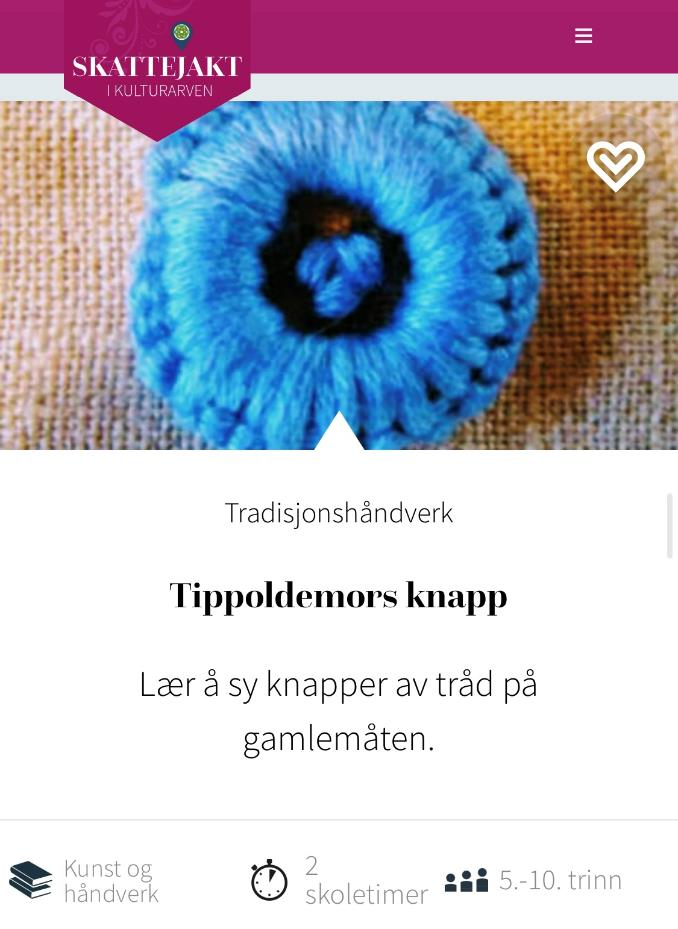 SKATTEJAKT
I KULTURARVEN
Tradisjonshåndverk
Tippoldemors knapp
Lær å sy knapper av tråd på
gamlemåten.
Kunst og
håndverk
2
skoletimer
5.-10. trinn